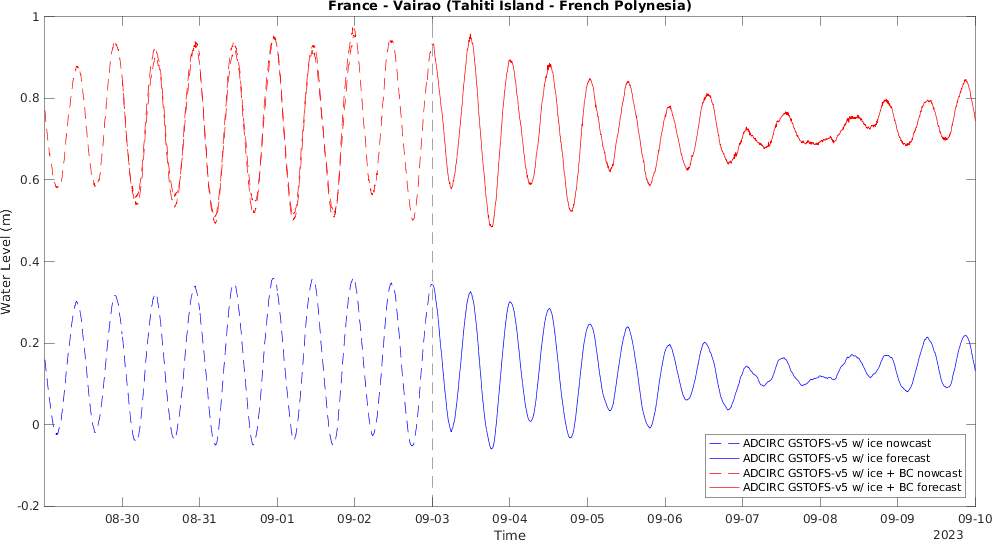 France - Vairao (Tahiti Island - French Polynesia)
1
0.8
0.6
0.4
0.2
0
-0.2
Water Level (m)
ADCIRC GSTOFS-v5 w/ ice nowcast
ADCIRC GSTOFS-v5 w/ ice forecast
ADCIRC GSTOFS-v5 w/ ice + BC nowcast
ADCIRC GSTOFS-v5 w/ ice + BC forecast
08-30 08-31 09-01 09-02 09-03 09-04 09-05 09-06 09-07 09-08 09-09 09-10
Time
2023